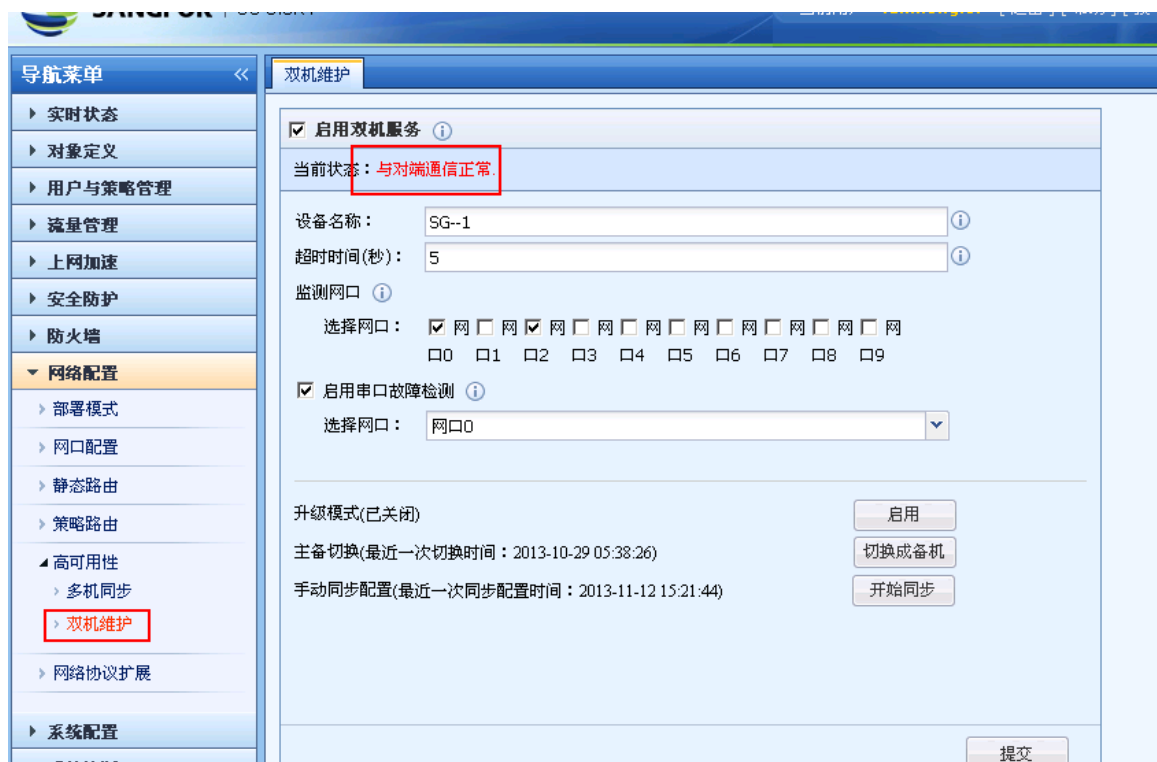 SANGFOR
导航菜单 «
双机维护
实时状态
对象定义
用户与策略管理
流量管理
上网加速
安全防护
防火墙
网络配置
部署模式
网口配置
静态路由
策略路由
高可用性
多机同步
双机维护
网络协议扩展
系统配置
启用双机服务
当前状态：与对端通信正常.
设备名称： SG--1
超时时间(秒)： 5
监测网口
选择网口： 网口0 网口1 网口2 网口3 网口4 网口5 网口6 网口7 网口8 网口9
启用串口故障检测
选择网口： 网口0
升级模式(已关闭) 启用
主备切换(最近一次切换时间：2013-10-29 05:38:26) 切换成备机
手动同步配置(最近一次同步配置时间：2013-11-12 15:21:44) 开始同步
提交